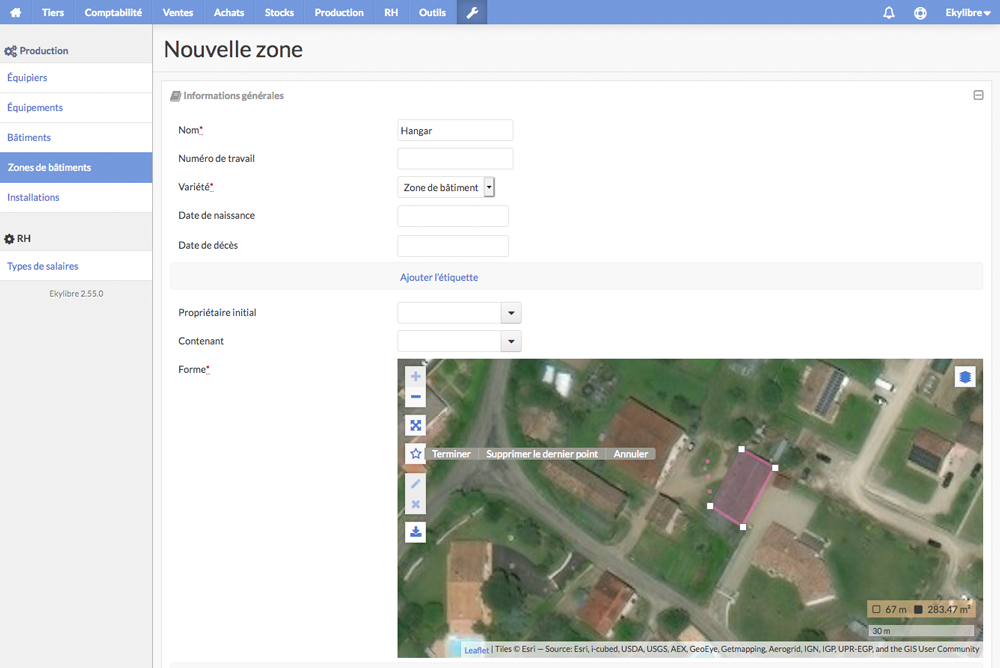 Tiers Comptabilité Ventes Achats Stocks Production RH Outils Ekylibre
Production
Équipiers
Équipements
Bâtiments
Zones de bâtiments
Installations
RH
Types de salaires
Ekylibre 2.55.0
Nouvelle zone
Informations générales
Nom* Hangar
Numéro de travail
Variété* Zone de bâtiment
Date de naissance
Date de décès
Ajouter l'étiquette
Propriétaire initial
Contenant
Forme*
Terminer Supprimer le dernier point Annuler
67 m 283.47 m²
30 m
Leaflet | Tiles © Esri — Source: Esri, i-cubed, USDA, USGS, AEX, GeoEye, Getmapping, Aerogrid, IGN, IGP, UPR-EGP, and the GIS User Community